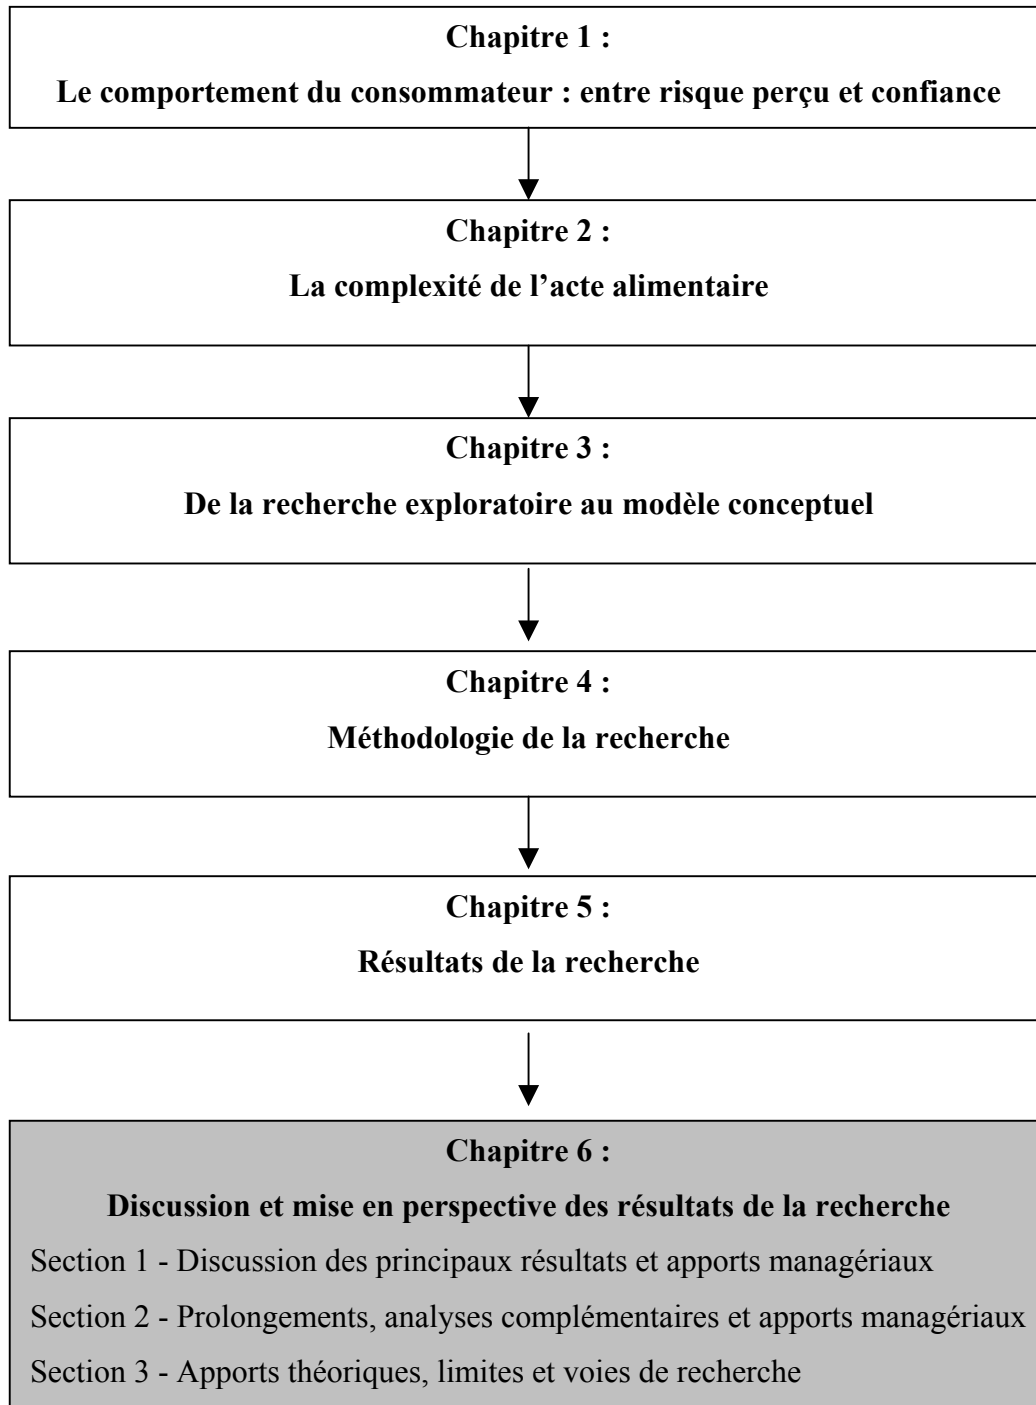 Chapitre 1 :
Le comportement du consommateur : entre risque perçu et confiance
Chapitre 2 :
La complexité de l’acte alimentaire
Chapitre 3 :
De la recherche exploratoire au modèle conceptuel
Chapitre 4 :
Méthodologie de la recherche
Chapitre 5 :
Résultats de la recherche
Chapitre 6 :
Discussion et mise en perspective des résultats de la recherche
Section 1 - Discussion des principaux résultats et apports managériaux
Section 2 - Prolongements, analyses complémentaires et apports managériaux
Section 3 - Apports théoriques, limites et voies de recherche